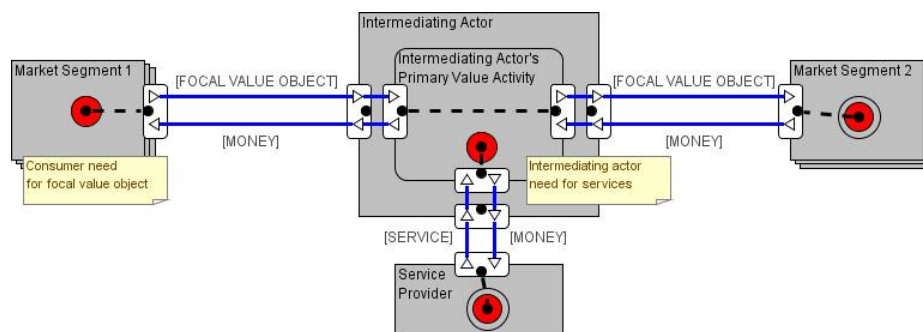 Intermediating Actor
Intermediating Actor's
Primary Value Activity
Market Segment 1
[FOCAL VALUE OBJECT]
[FOCAL VALUE OBJECT]
Market Segment 2
[MONEY]
[MONEY]
Consumer need
for focal value object
Intermediating actor
need for services
[SERVICE]
[MONEY]
Service
Provider